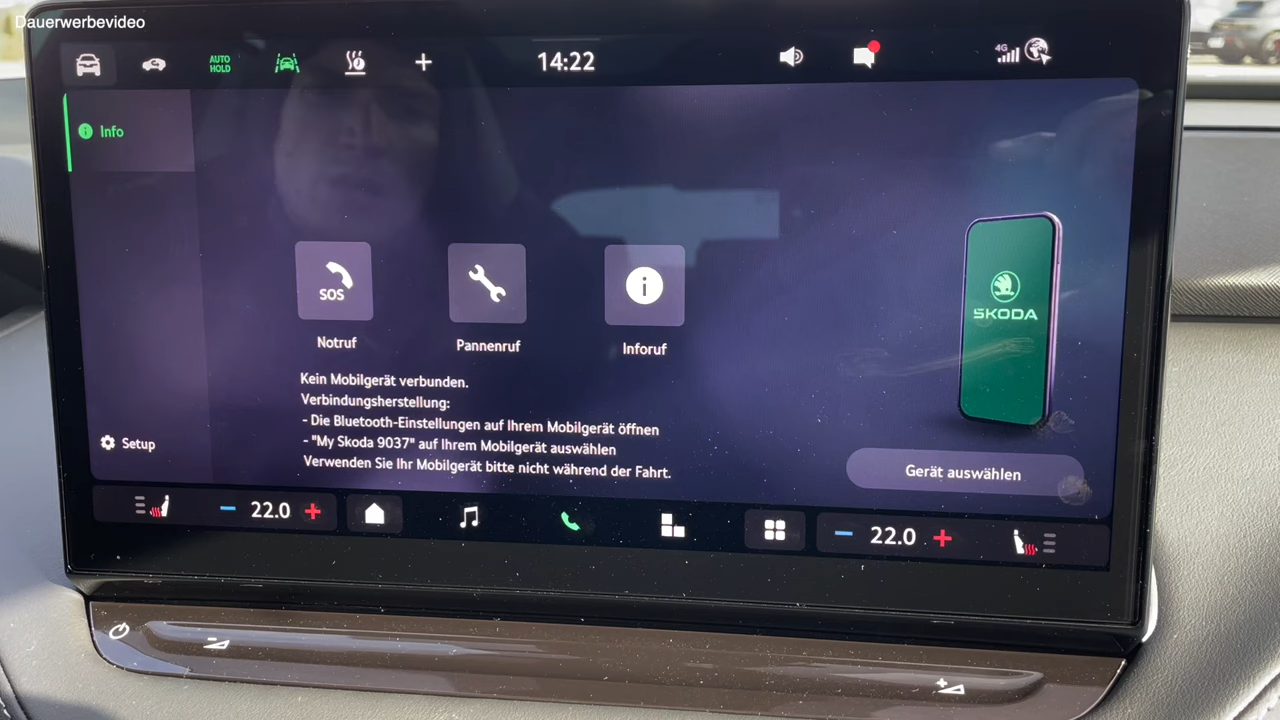 Dauerwerbevideo
AUTO
HOLD
14:22
4G
Info
SOS
Notruf
Pannenruf
Inforuf
Kein Mobilgerät verbunden.
Verbindungsherstellung:
- Die Bluetooth-Einstellungen auf Ihrem Mobilgerät öffnen
- "My Skoda 9037" auf Ihrem Mobilgerät auswählen
Verwenden Sie Ihr Mobilgerät bitte nicht während der Fahrt.
ŠKODA
Gerät auswählen
Setup
22.0
22.0